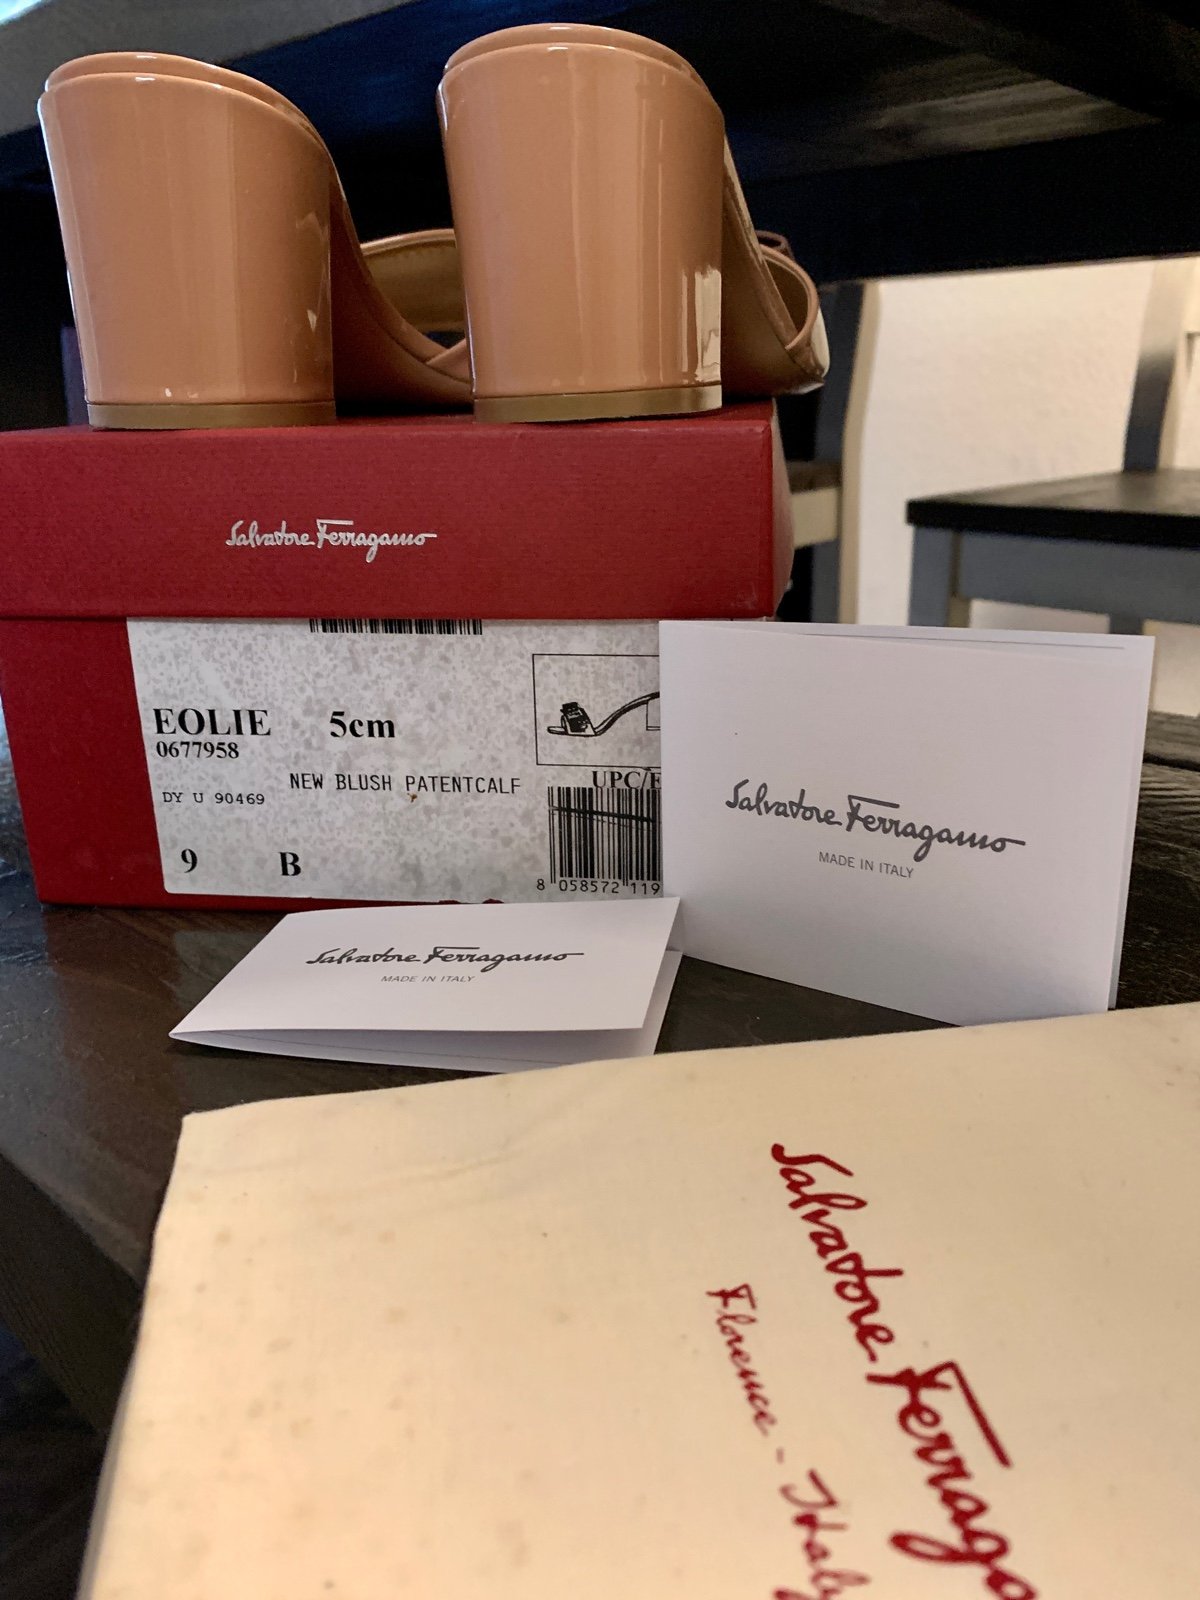 Salvatore Ferragamo
EOLIE 5cm
0677958
NEW BLUSH PATENTCALF
DY U 90469
9 B
UPC/E
8 058572 119
Salvatore Ferragamo
MADE IN ITALY
Salvatore Ferragamo
MADE IN ITALY
Salvatore Ferragamo
Florence - Italy